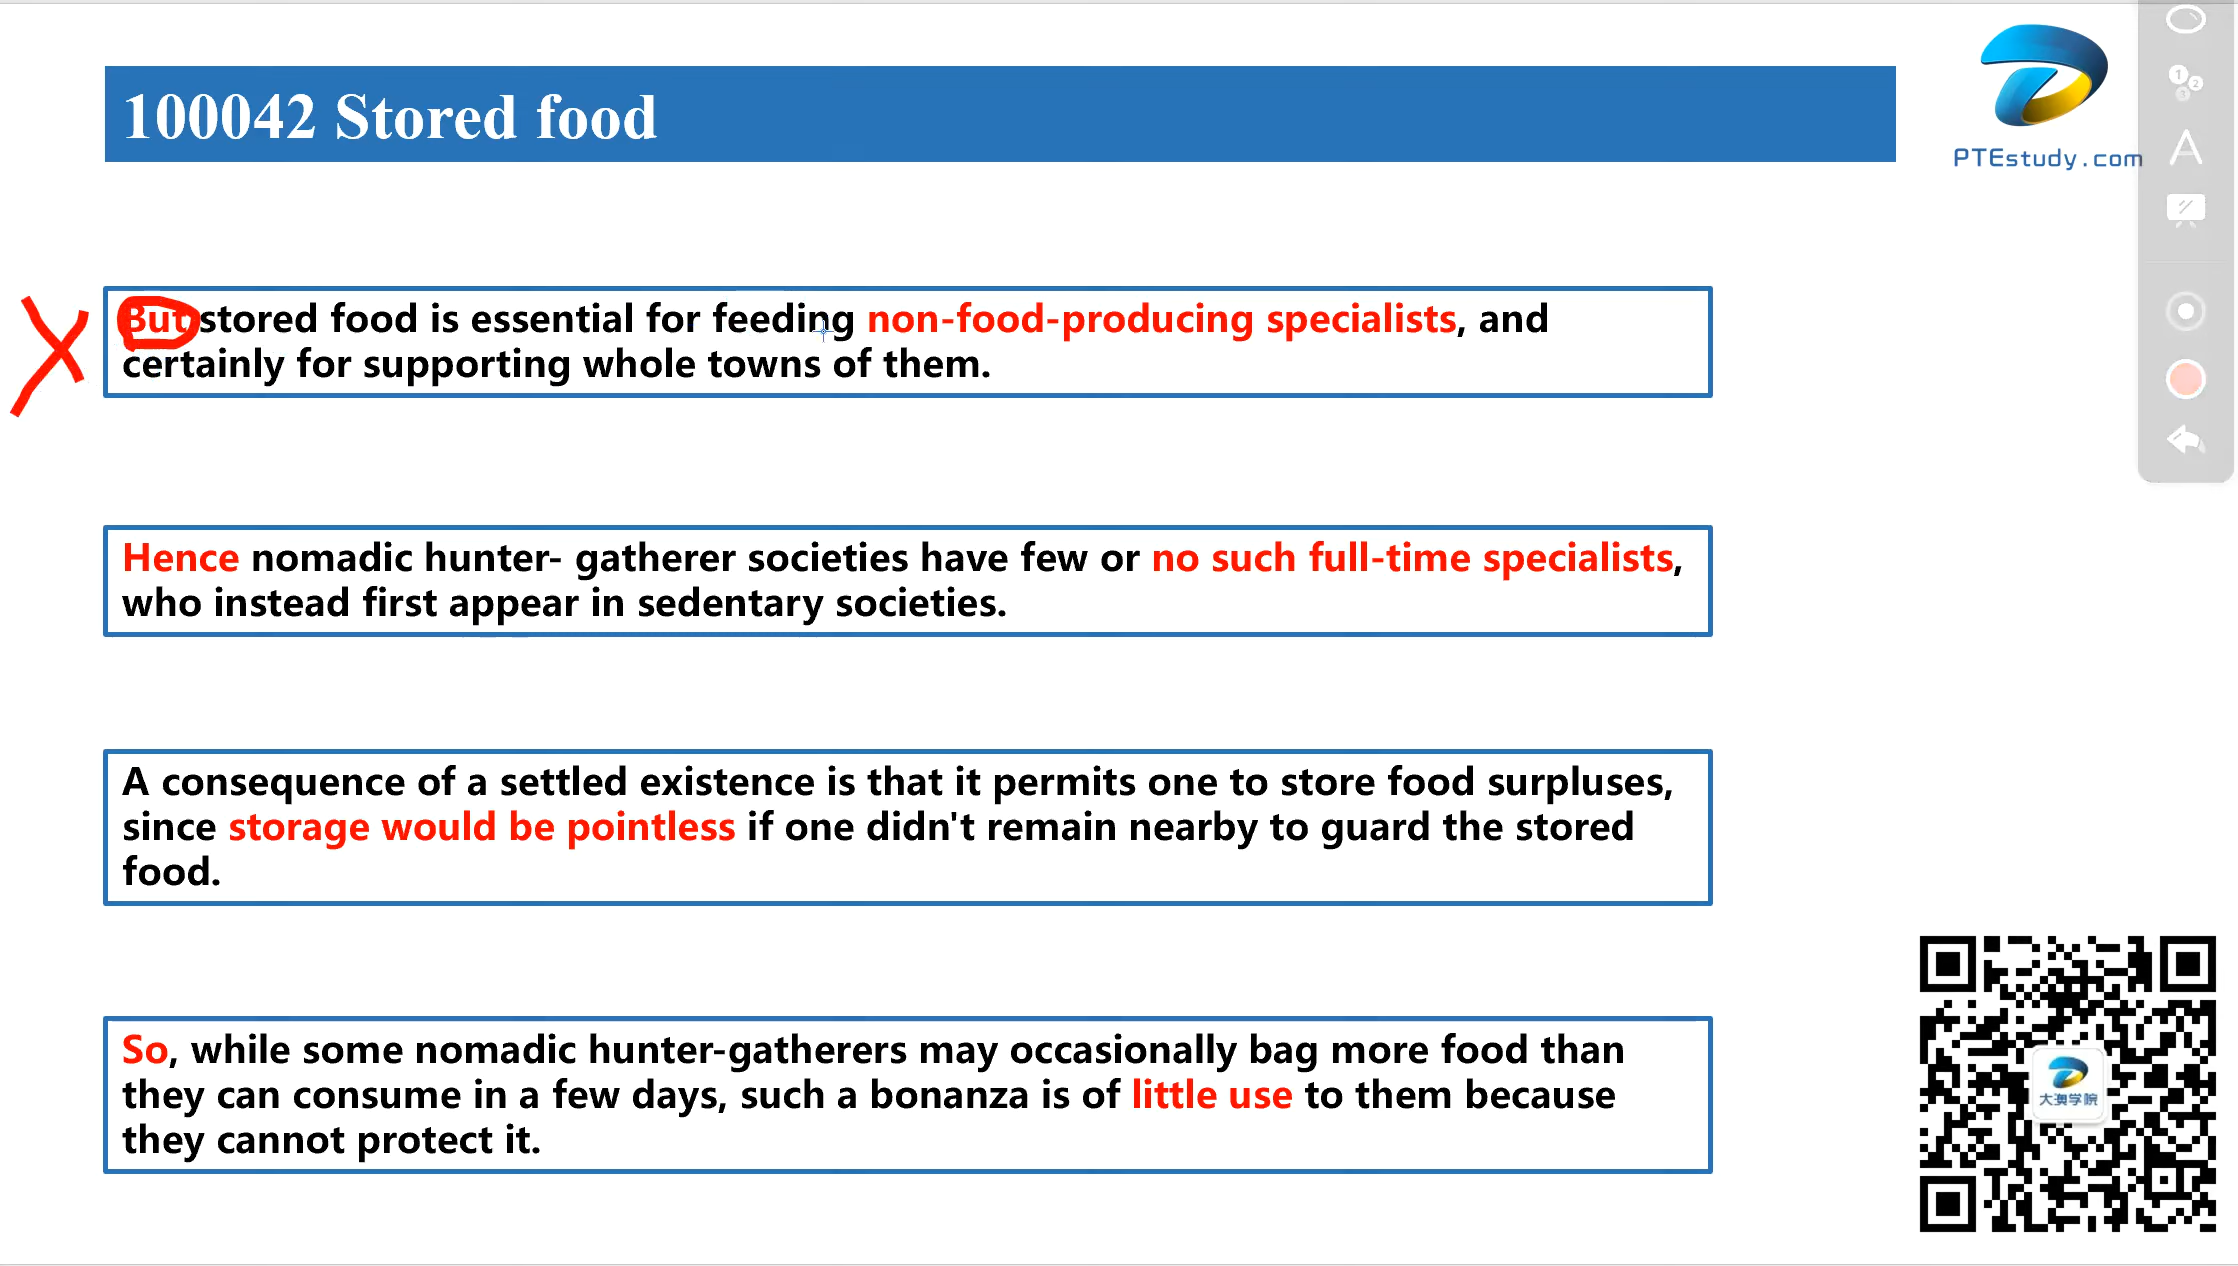 100042 Stored food
PTEstudy.com
But stored food is essential for feeding non-food-producing specialists, and
certainly for supporting whole towns of them.
Hence nomadic hunter- gatherer societies have few or no such full-time specialists,
who instead first appear in sedentary societies.
A consequence of a settled existence is that it permits one to store food surpluses,
since storage would be pointless if one didn't remain nearby to guard the stored
food.
So, while some nomadic hunter-gatherers may occasionally bag more food than
they can consume in a few days, such a bonanza is of little use to them because
they cannot protect it.
大澳学院